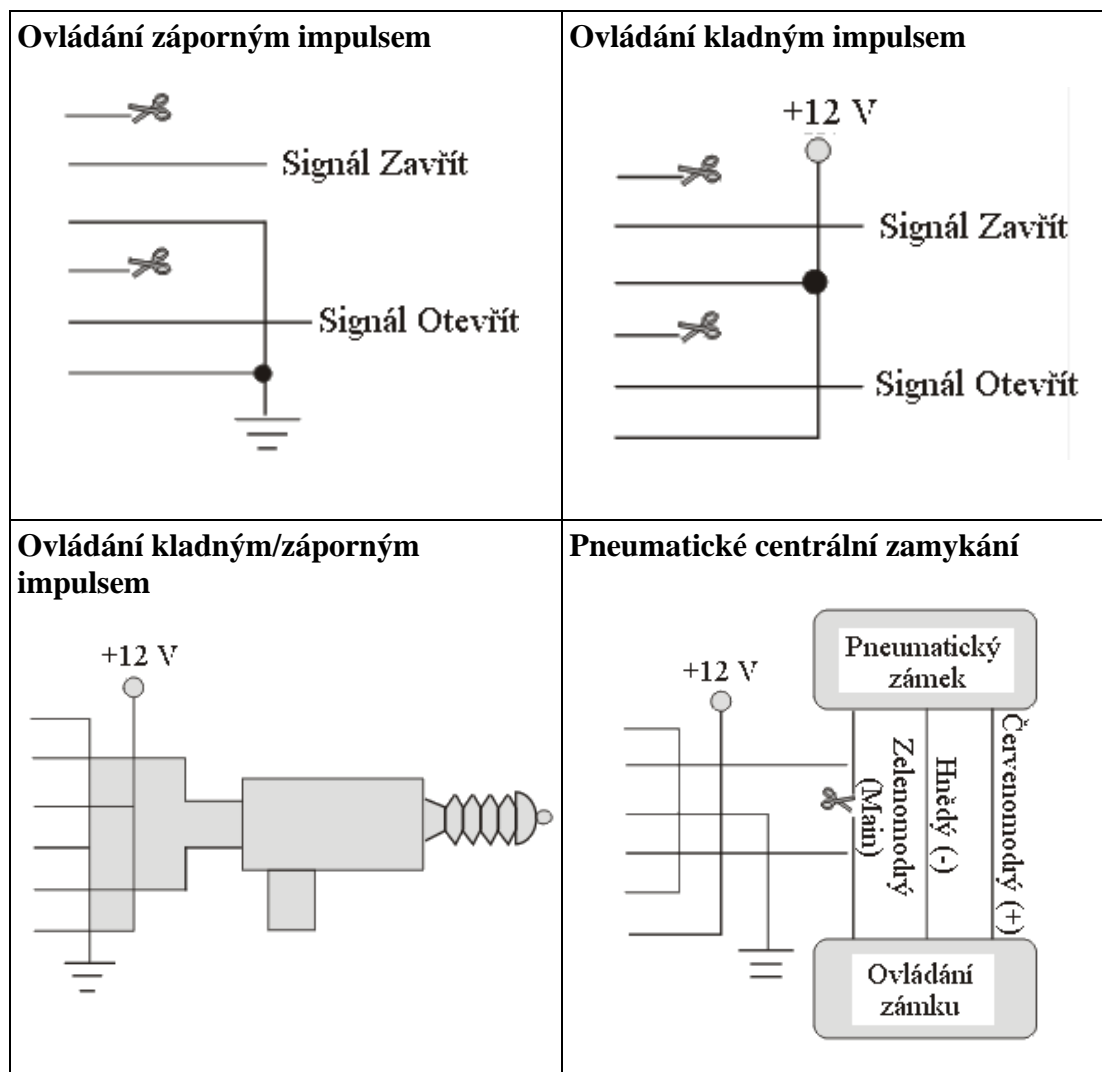 Ovládání záporným impulsem
Signál Zavřít
Signál Otevřít
Ovládání kladným impulsem
+12 V
Signál Zavřít
Signál Otevřít
Ovládání kladným/záporným
impulsem
+12 V
Pneumatické centrální zamykání
+12 V
Pneumatický
zámek
Zelenomodrý
(Main)
Hnědý (-)
Červenomodrý (+)
Ovládání
zámku